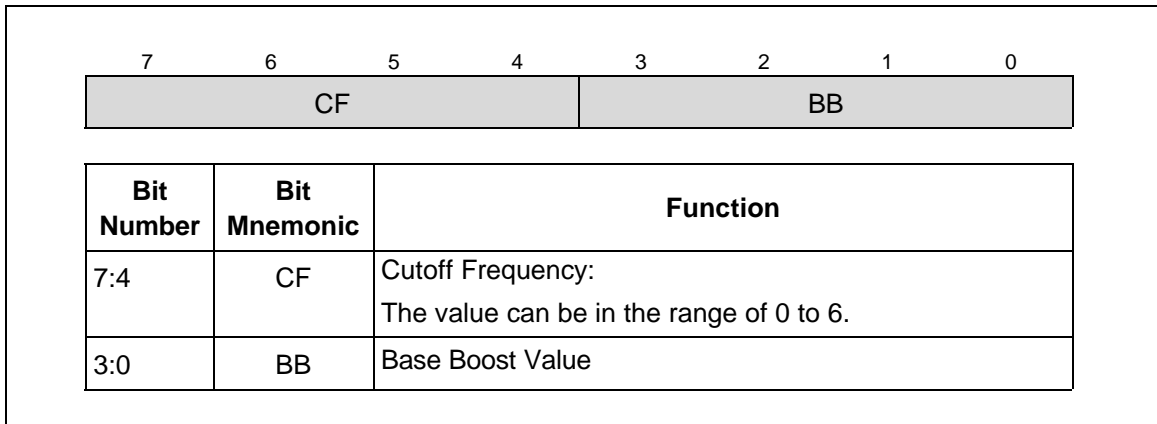 7 6 5 4 3 2 1 0
CF BB
Bit Number Bit Mnemonic Function
7:4 CF Cutoff Frequency:
The value can be in the range of 0 to 6.
3:0 BB Base Boost Value